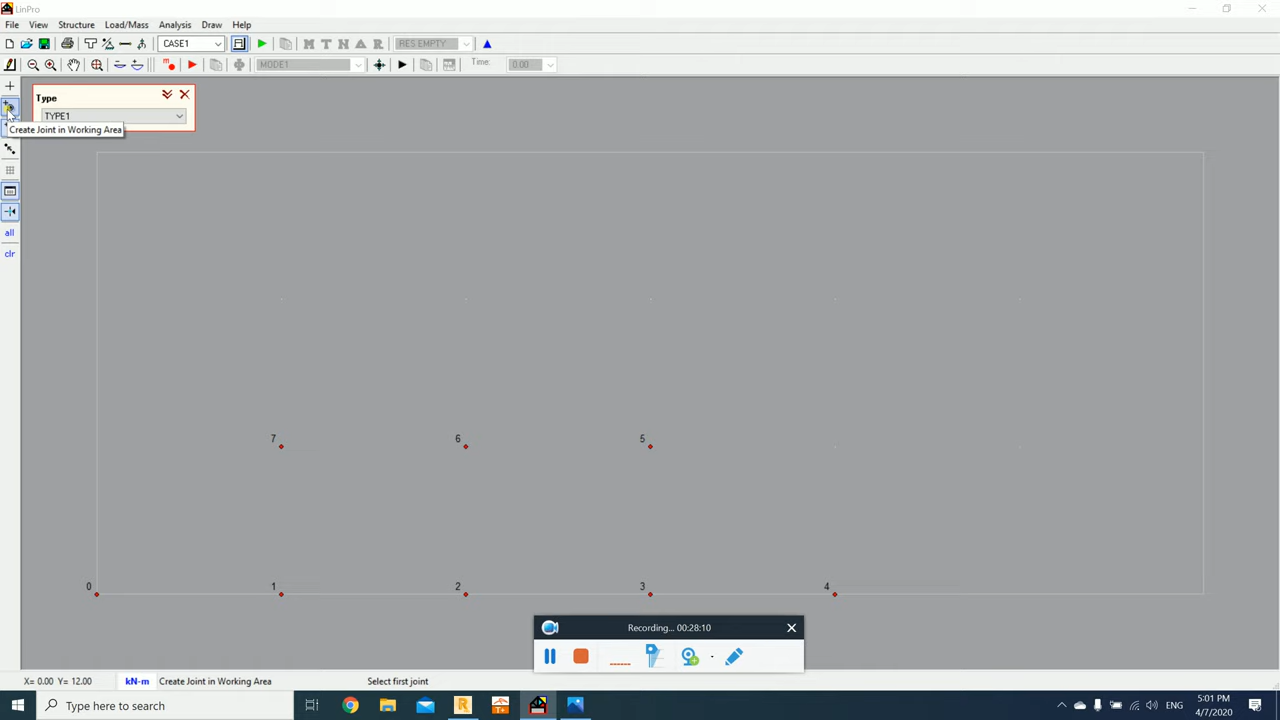 LinPro
File View Structure Load/Mass Analysis Draw Help
CASE1 M T N A R RES EMPTY
m MODE1 Time: 0.00
Type
TYPE1
Create Joint in Working Area
all
clr
7 6 5
0 1 2 3 4
Recording... 00:28:10
X= 0.00 Y= 12.00 kN-m Create Joint in Working Area Select first joint
Type here to search
ENG
5:01 PM
4/7/2020